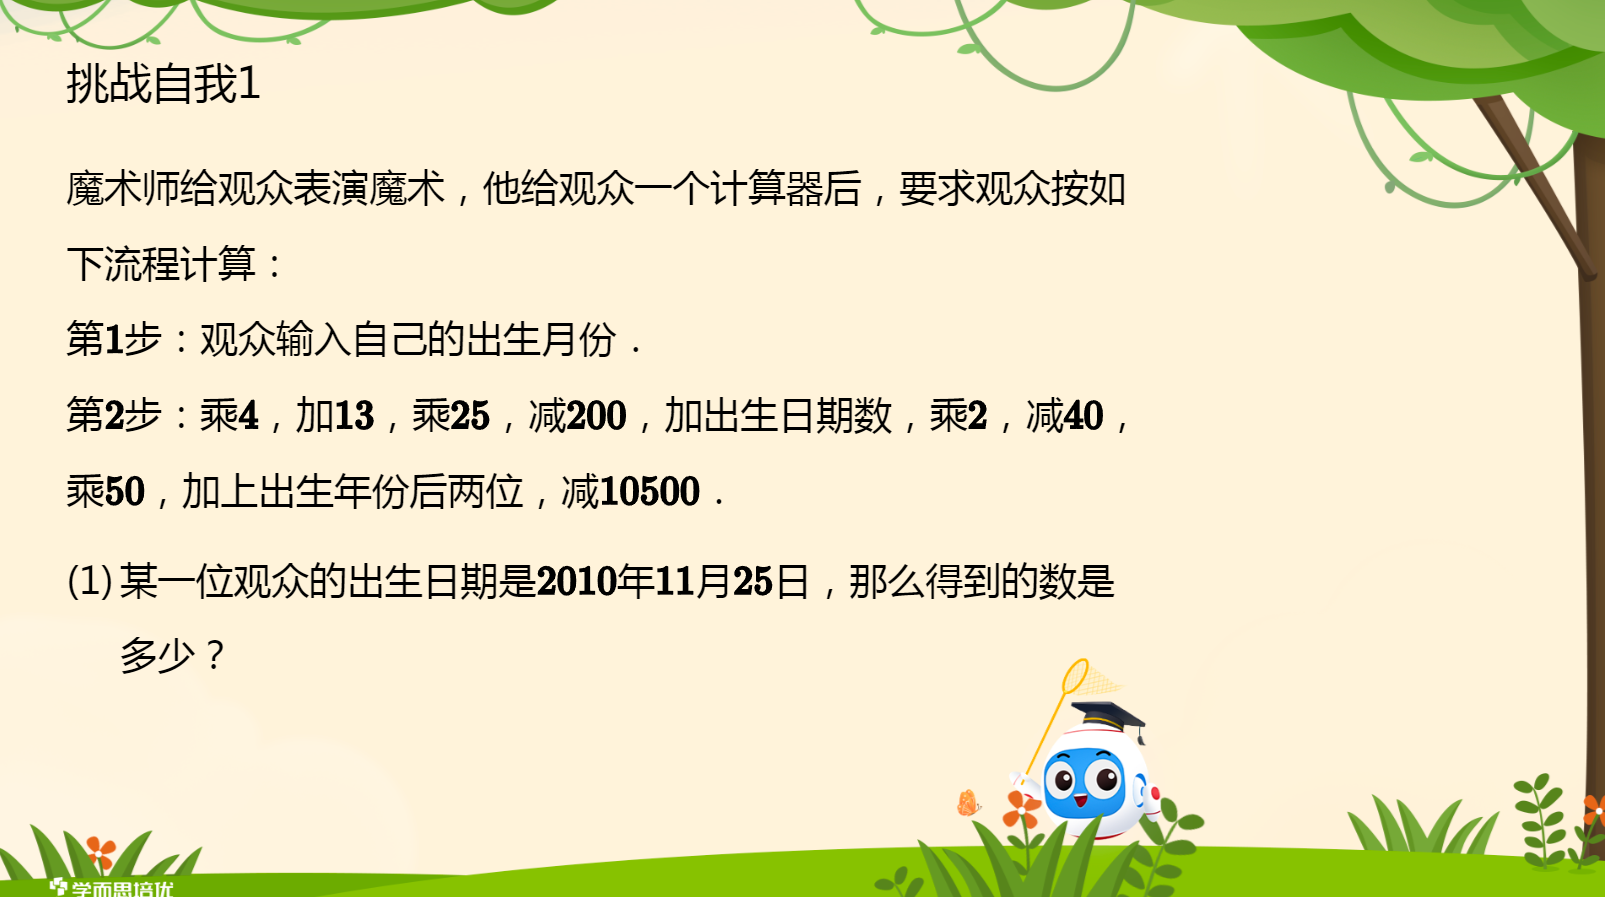 挑战自我1
魔术师给观众表演魔术，他给观众一个计算器后，要求观众按如
下流程计算：
第1步：观众输入自己的出生月份．
第2步：乘4，加13，乘25，减200，加出生日期数，乘2，减40，
乘50，加上出生年份后两位，减10500．
(1) 某一位观众的出生日期是2010年11月25日，那么得到的数是
多少？
学而思培优